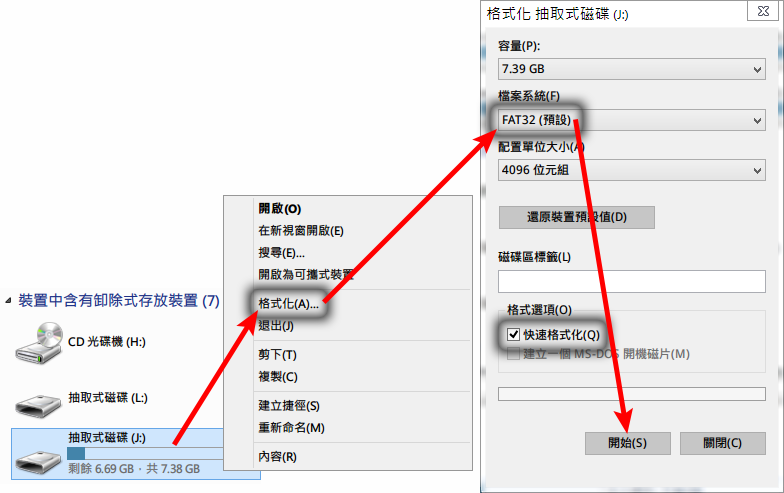 裝置中含有卸除式存放裝置 (7)
CD 光碟機 (H:)
抽取式磁碟 (L:)
抽取式磁碟 (J:)
剩餘 6.69 GB，共 7.38 GB
開啟(O)
在新視窗開啟(E)
搜尋(E)...
開啟為可攜式裝置
格式化(A)...
退出(J)
剪下(T)
複製(C)
建立捷徑(S)
重新命名(M)
內容(R)
格式化 抽取式磁碟 (J:)
容量(P):
7.39 GB
檔案系統(F)
FAT32 (預設)
配置單位大小(A)
4096 位元組
還原裝置預設值(D)
磁碟區標籤(L)
格式選項(O)
快速格式化(Q)
建立一個 MS-DOS 開機磁片(M)
開始(S)
關閉(C)